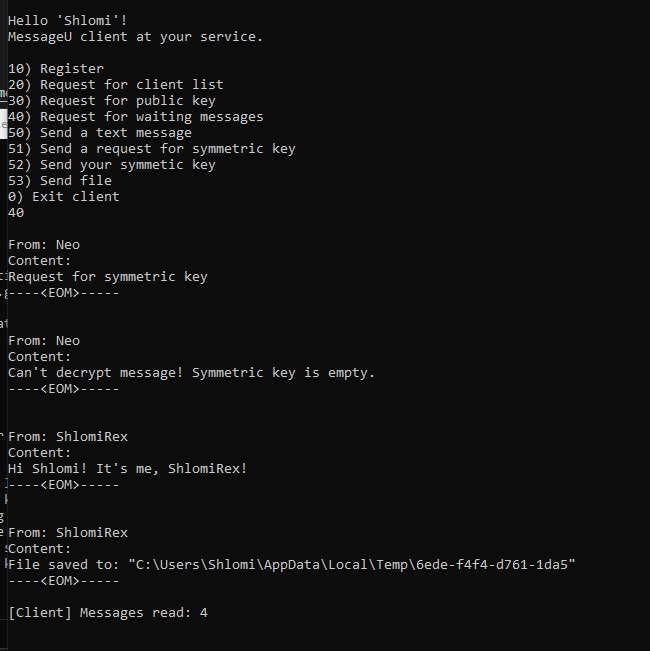 Hello 'Shlomi'!
MessageU client at your service.
10) Register
20) Request for client list
30) Request for public key
40) Request for waiting messages
50) Send a text message
51) Send a request for symmetric key
52) Send your symmetic key
53) Send file
0) Exit client
40
From: Neo
Content:
Request for symmetric key
----<EOM>-----
From: Neo
Content:
Can't decrypt message! Symmetric key is empty.
----<EOM>-----
From: ShlomiRex
Content:
Hi Shlomi! It's me, ShlomiRex!
----<EOM>-----
From: ShlomiRex
Content:
File saved to: "C:\Users\Shlomi\AppData\Local\Temp\6ede-f4f4-d761-1da5"
----<EOM>-----
[Client] Messages read: 4